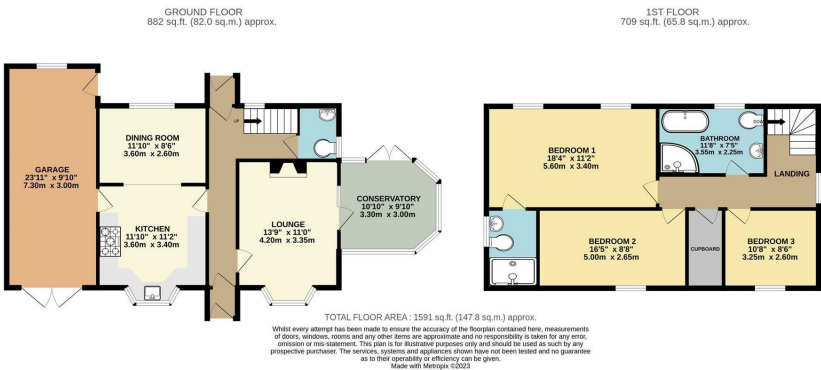 GROUND FLOOR
882 sq.ft. (82.0 sq.m.) approx.
1ST FLOOR
709 sq.ft. (65.8 sq.m.) approx.
GARAGE
23'11" x 9'10"
7.30m x 3.00m
DINING ROOM
11'10" x 8'6"
3.60m x 2.60m
KITCHEN
11'10" x 11'2"
3.60m x 3.40m
UP
LOUNGE
13'9" x 11'0"
4.20m x 3.35m
CONSERVATORY
10'10" x 9'10"
3.30m x 3.00m
BEDROOM 1
18'4" x 11'2"
5.60m x 3.40m
BATHROOM
11'8" x 7'5"
3.55m x 2.25m
DOWN
LANDING
BEDROOM 2
16'5" x 8'8"
5.00m x 2.65m
CUPBOARD
BEDROOM 3
10'8" x 8'6"
3.25m x 2.60m
TOTAL FLOOR AREA : 1591 sq.ft. (147.8 sq.m.) approx.
Whilst every attempt has been made to ensure the accuracy of the floorplan contained here, measurements
of doors, windows, rooms and any other items are approximate and no responsibility is taken for any error,
omission or mis-statement. This plan is for illustrative purposes only and should be used as such by any
prospective purchaser. The services, systems and appliances shown have not been tested and no guarantee
as to their operability or efficiency can be given.
Made with Metropix ©2023